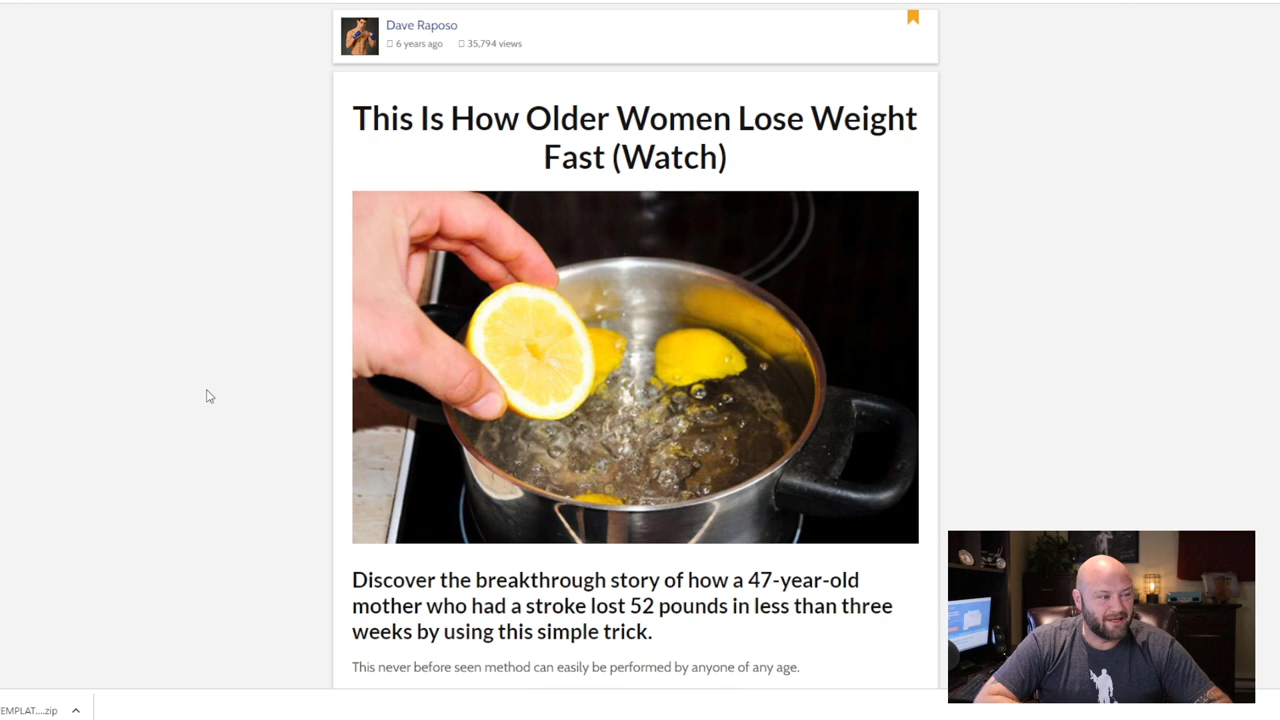 Dave Raposo
6 years ago 35,794 views
This Is How Older Women Lose Weight
Fast (Watch)
Discover the breakthrough story of how a 47-year-old
mother who had a stroke lost 52 pounds in less than three
weeks by using this simple trick.
This never before seen method can easily be performed by anyone of any age.
EMPLAT....zip